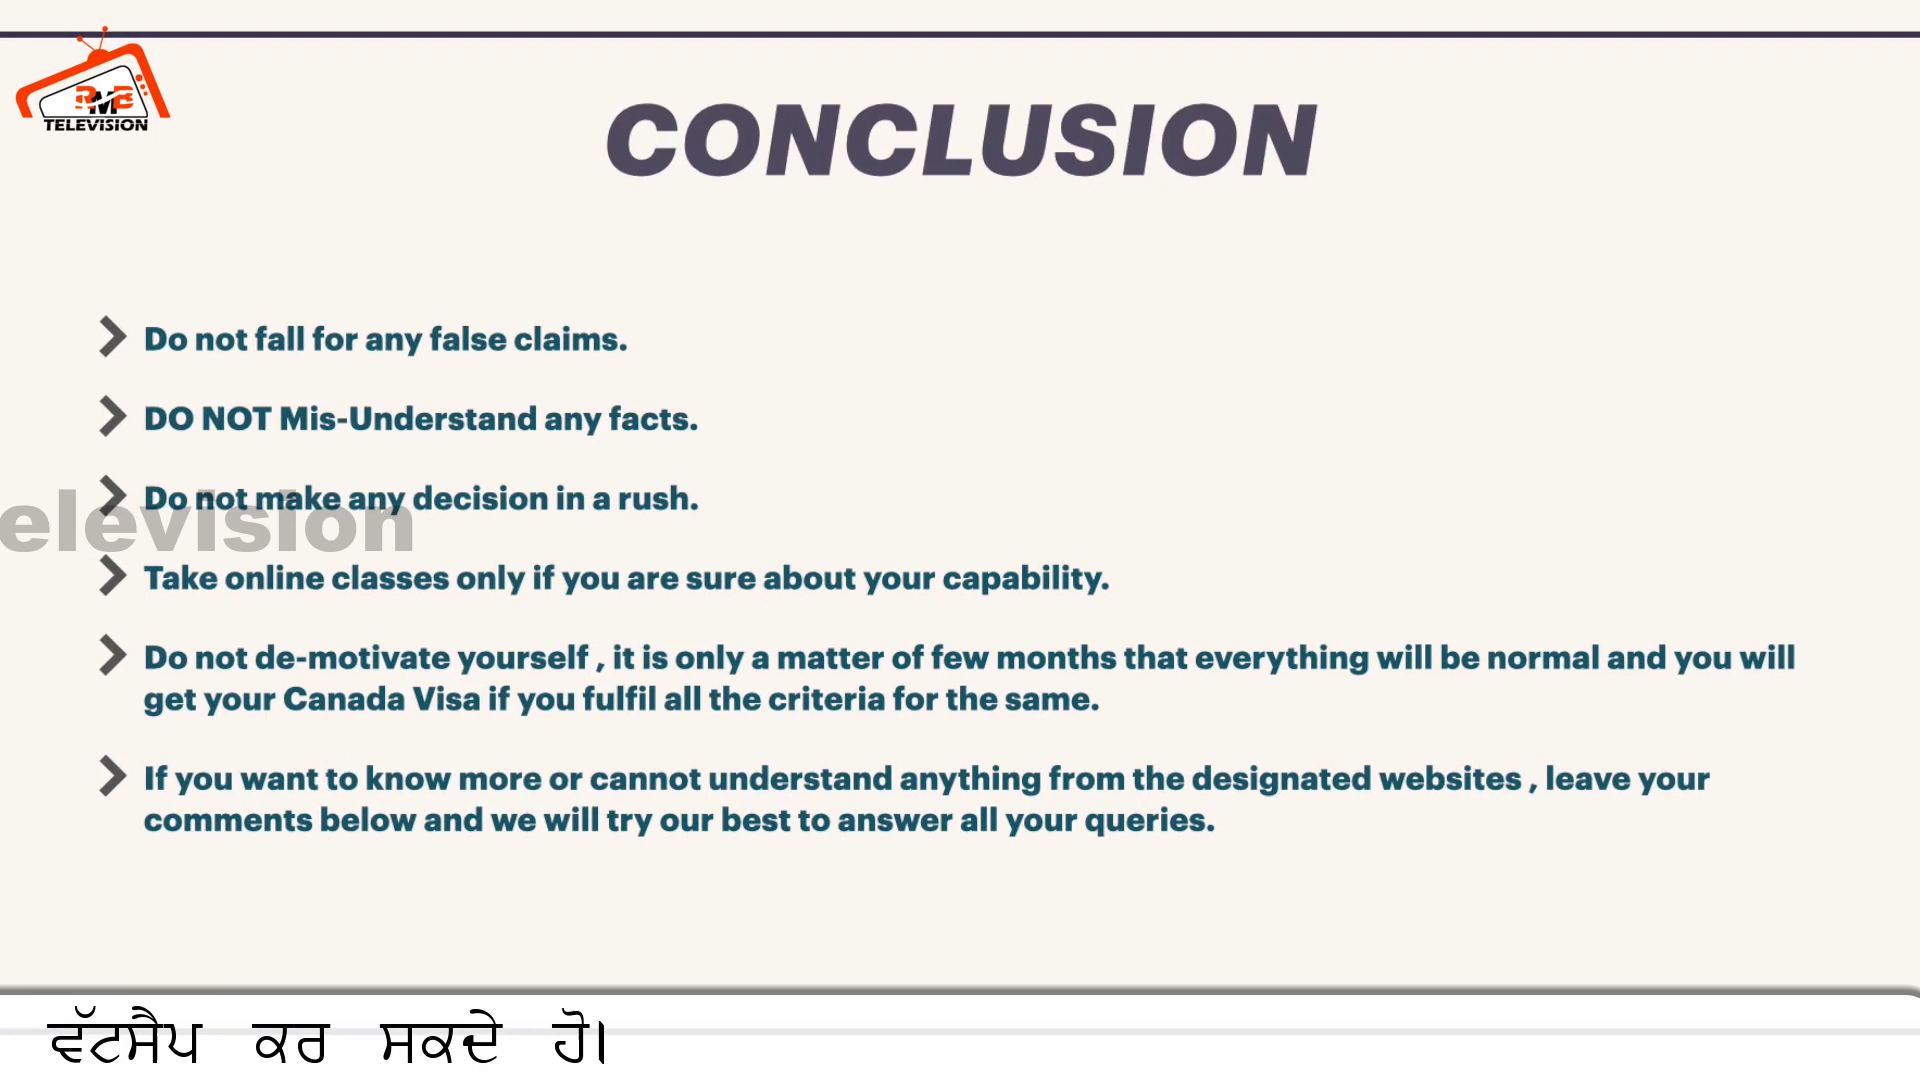 RMB
TELEVISION
CONCLUSION
Do not fall for any false claims.
DO NOT Mis-Understand any facts.
Do not make any decision in a rush.
elevision
Take online classes only if you are sure about your capability.
Do not de-motivate yourself , it is only a matter of few months that everything will be normal and you will
get your Canada Visa if you fulfil all the criteria for the same.
If you want to know more or cannot understand anything from the designated websites , leave your
comments below and we will try our best to answer all your queries.
ਵੱਟਸੈਪ ਕਰ ਸਕਦੇ ਹੋ।